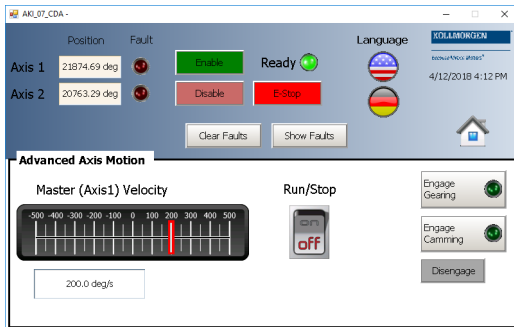 AKI_07_CDA -
Position Fault
Language
KOLLMORGEN
Axis 1 21874.69 deg
Enable
Ready
Because Motion Matters
4/12/2018 4:12 PM
Axis 2 20763.29 deg
Disable
E-Stop
Clear Faults
Show Faults
Advanced Axis Motion
Master (Axis1) Velocity
Run/Stop
Engage
Gearing
-500 -400 -300 -200 -100 0 100 200 300 400 500
on
off
Engage
Camming
200.0 deg/s
Disengage